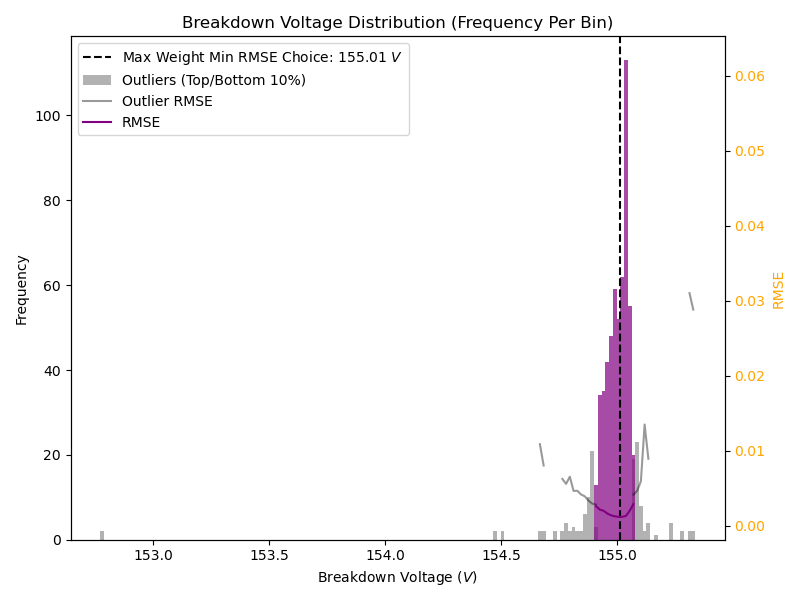 Breakdown Voltage Distribution (Frequency Per Bin)
Max Weight Min RMSE Choice: 155.01 V
Outliers (Top/Bottom 10%)
Outlier RMSE
RMSE
Frequency
0
20
40
60
80
100
153.0
153.5
154.0
154.5
155.0
Breakdown Voltage (V)
0.06
0.05
0.04
0.03
0.02
0.01
0.00
RMSE